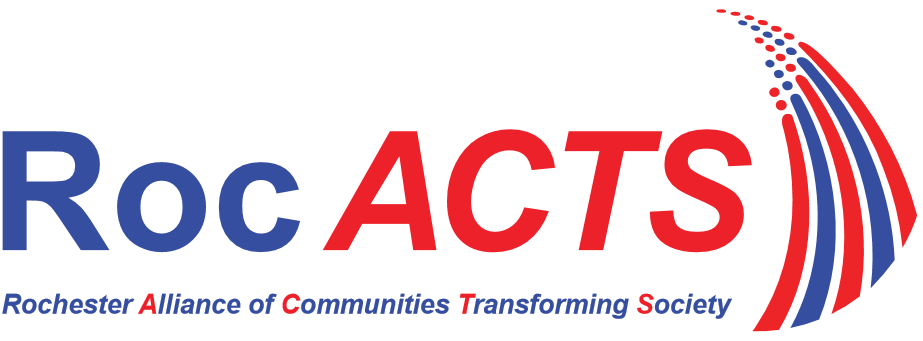 Roc ACTS
Rochester Alliance of Communities Transforming Society